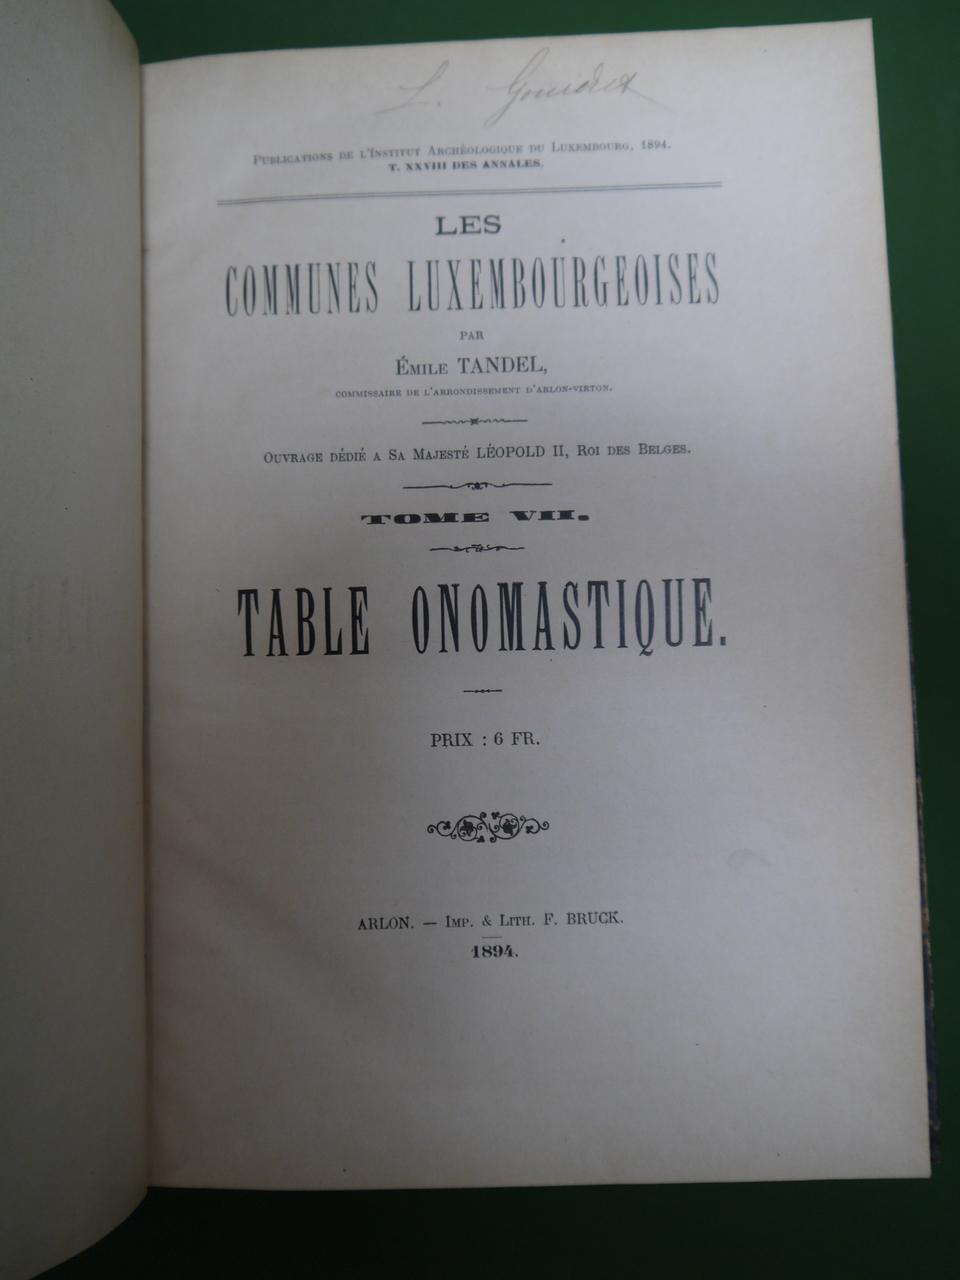 L.
PUBLICATIONS DE L'INSTITUT ARCHÉOLOGIQUE DU LUXEMBOURG, 1894.
T. XXVIII DES ANNALES.
LES
COMMUNES LUXEMBOURGEOISES
PAR
ÉMILE TANDEL,
COMMISSAIRE DE L'ARRONDISSEMENT D'ARLON-VIRTON.
OUVRAGE DÉDIÉ A SA MAJESTÉ LÉOPOLD II, ROI DES BELGES.
TOME VII.
TABLE ONOMASTIQUE.
PRIX : 6 FR.
ARLON. — IMP. & LITH. F. BRUCK.
1894.